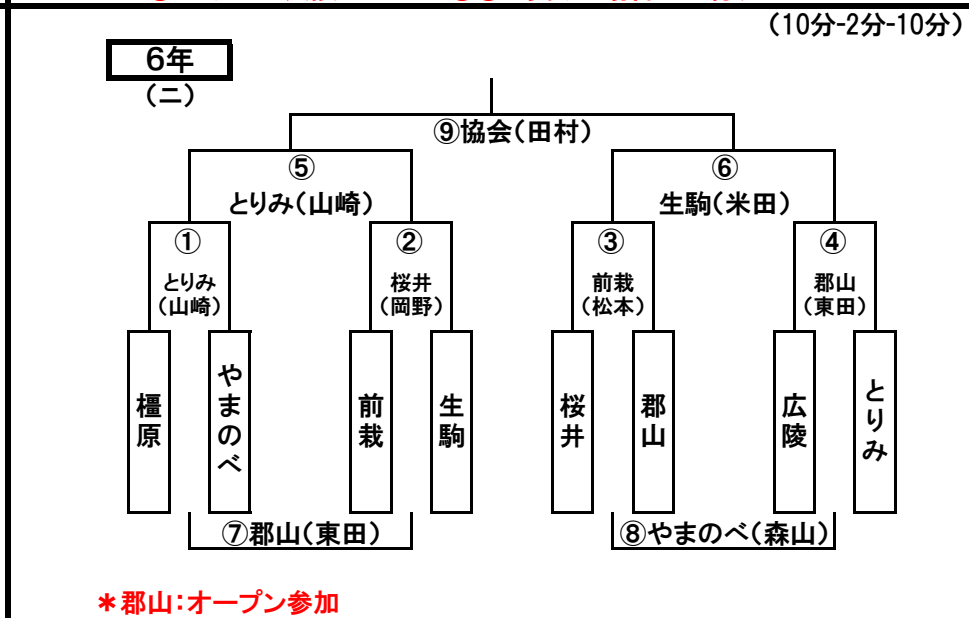 (10分-2分-10分)
6年
(二)
⑨協会(田村)
⑤
とりみ(山崎)
⑥
生駒(米田)
①
とりみ
(山崎)
②
桜井
(岡野)
③
前栽
(松本)
④
郡山
(東田)
橿原
やまのべ
前栽
生駒
桜井
郡山
広陵
とりみ
⑦郡山(東田)
⑧やまのべ(森山)
*郡山:オープン参加